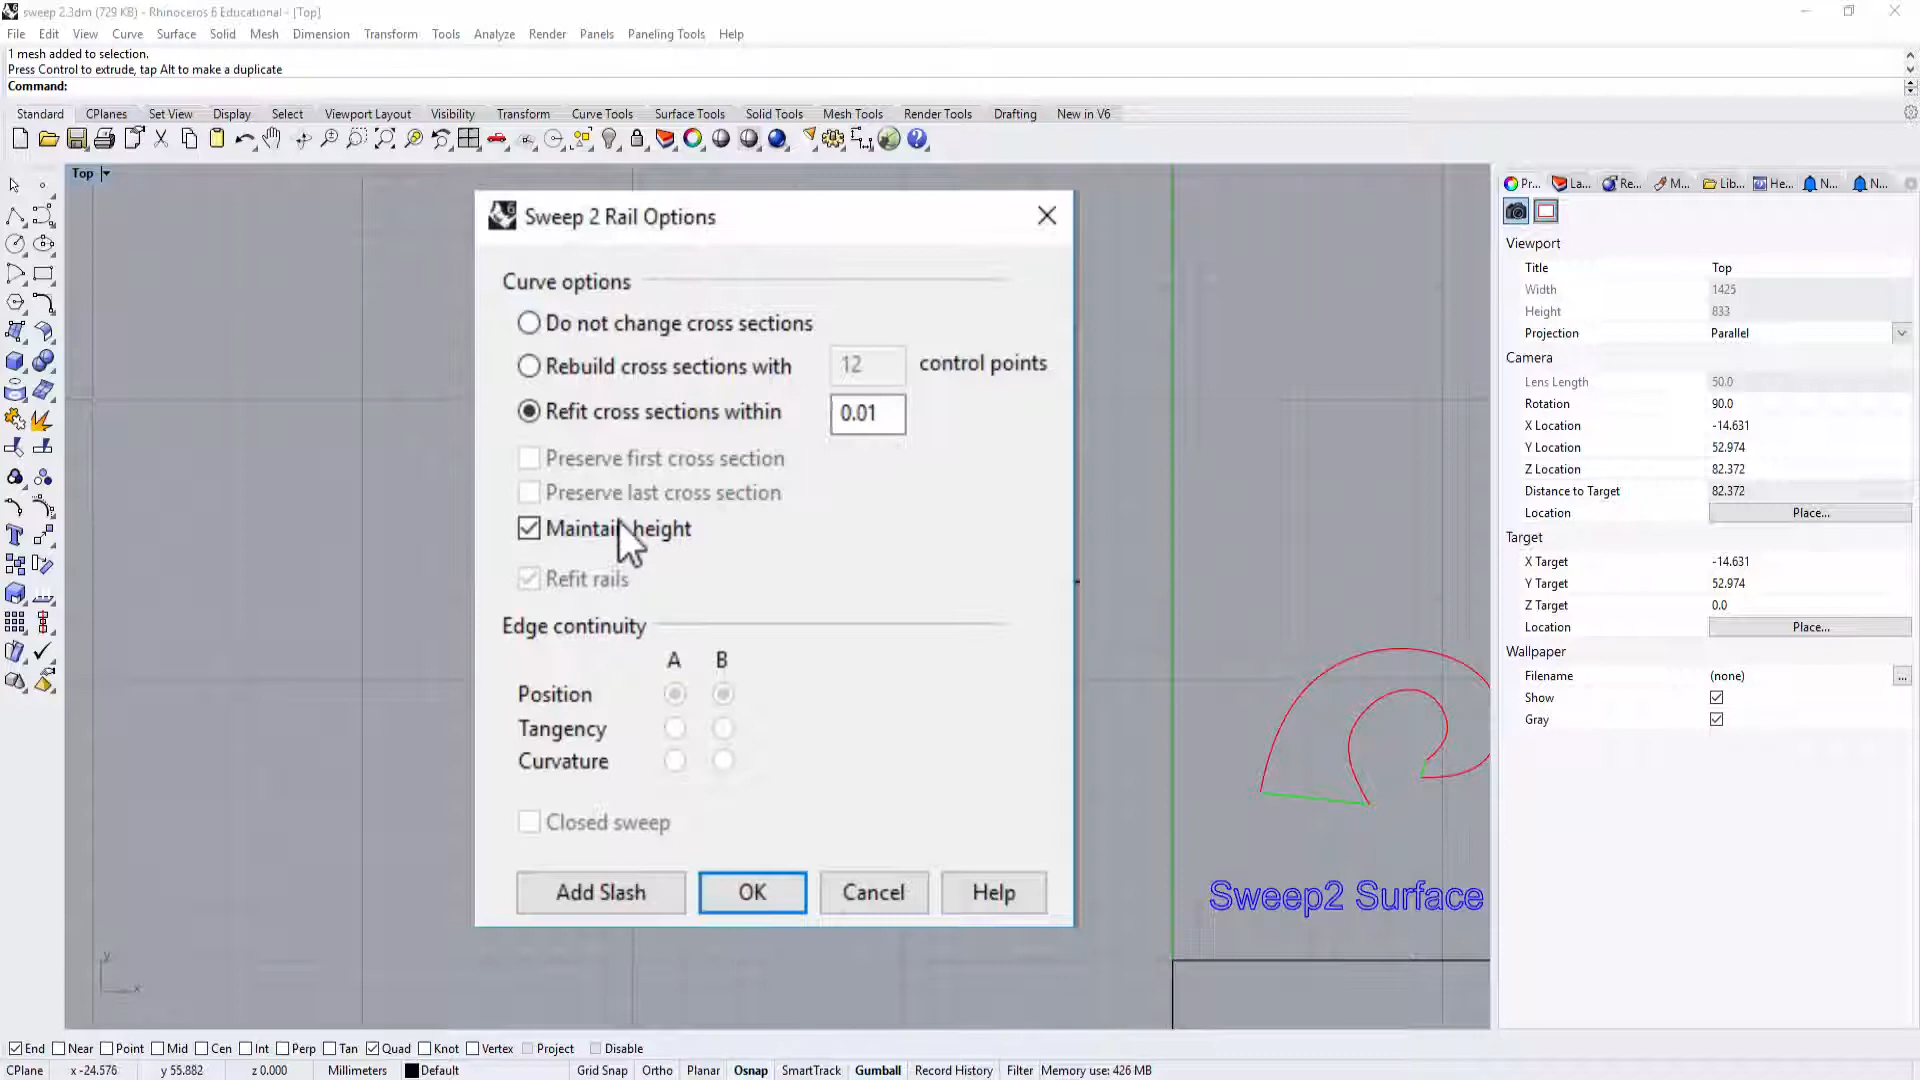 sweep 2.3dm (729 KB) - Rhinoceros 6 Educational - [Top]
File Edit View Curve Surface Solid Mesh Dimension Transform Tools Analyze Render Panels Paneling Tools Help
1 mesh added to selection.
Press Control to extrude, tap Alt to make a duplicate
Command:
Standard CPlanes Set View Display Select Viewport Layout Visibility Transform Curve Tools Surface Tools Solid Tools Mesh Tools Render Tools Drafting New in V6
Top
Pr... La... Re... M... Lib... He... N... N...
Sweep 2 Rail Options
Curve options
Do not change cross sections
Rebuild cross sections with 12 control points
Refit cross sections within 0.01
Preserve first cross section
Preserve last cross section
Maintain height
Refit rails
Edge continuity
A B
Position
Tangency
Curvature
Closed sweep
Add Slash OK Cancel Help
Sweep2 Surface
y
x
Viewport
Title Top
Width 1425
Height 833
Projection Parallel
Camera
Lens Length 50.0
Rotation 90.0
X Location -14.631
Y Location 52.974
Z Location 82.372
Distance to Target 82.372
Location Place...
Target
X Target -14.631
Y Target 52.974
Z Target 0.0
Location Place...
Wallpaper
Filename (none) ...
Show
Gray
End Near Point Mid Cen Int Perp Tan Quad Knot Vertex Project Disable
CPlane x -24.576 y 55.882 z 0.000 Millimeters Default Grid Snap Ortho Planar Osnap SmartTrack Gumball Record History Filter Memory use: 426 MB